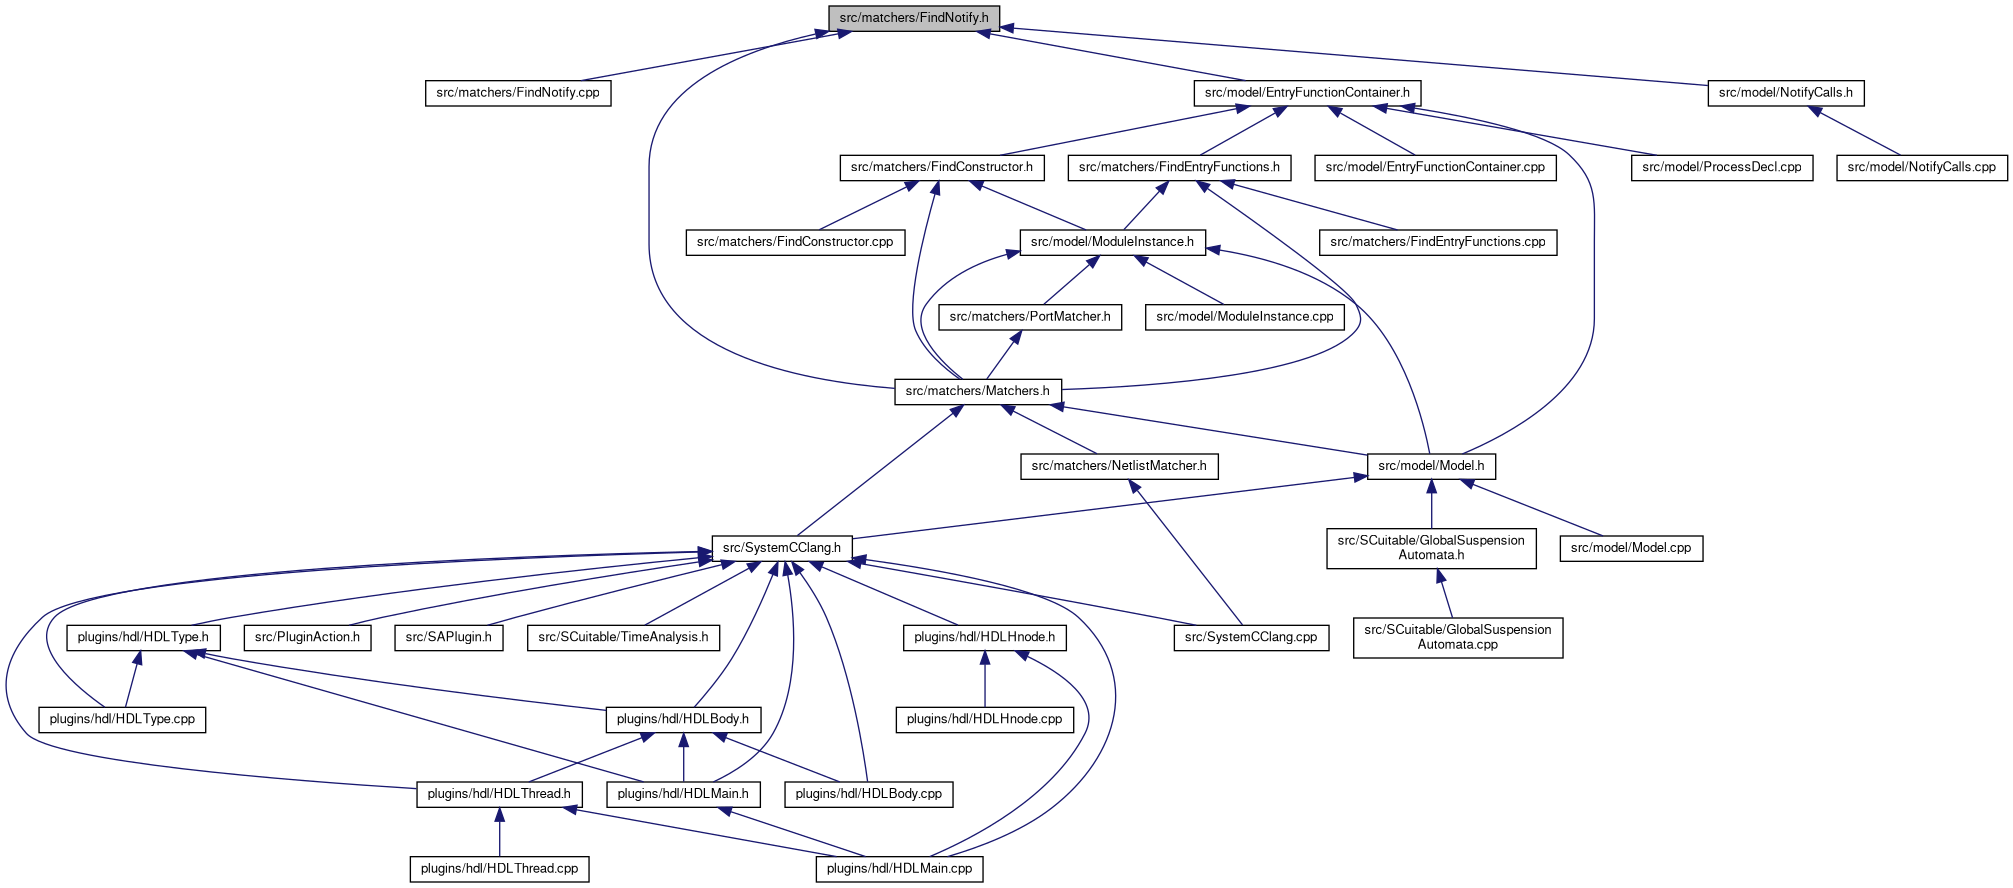 src/matchers/FindNotify.h
src/matchers/FindNotify.cpp
src/model/EntryFunctionContainer.h
src/model/NotifyCalls.h
src/matchers/FindConstructor.h
src/matchers/FindEntryFunctions.h
src/model/EntryFunctionContainer.cpp
src/model/ProcessDecl.cpp
src/model/NotifyCalls.cpp
src/matchers/FindConstructor.cpp
src/model/ModuleInstance.h
src/matchers/FindEntryFunctions.cpp
src/matchers/PortMatcher.h
src/model/ModuleInstance.cpp
src/matchers/Matchers.h
src/matchers/NetlistMatcher.h
src/model/Model.h
src/SystemCClang.h
src/SCuitable/GlobalSuspension
Automata.h
src/model/Model.cpp
plugins/hdl/HDLType.h
src/PluginAction.h
src/SAPlugin.h
src/SCuitable/TimeAnalysis.h
plugins/hdl/HDLHnode.h
src/SystemCClang.cpp
src/SCuitable/GlobalSuspension
Automata.cpp
plugins/hdl/HDLType.cpp
plugins/hdl/HDLBody.h
plugins/hdl/HDLHnode.cpp
plugins/hdl/HDLThread.h
plugins/hdl/HDLMain.h
plugins/hdl/HDLBody.cpp
plugins/hdl/HDLThread.cpp
plugins/hdl/HDLMain.cpp